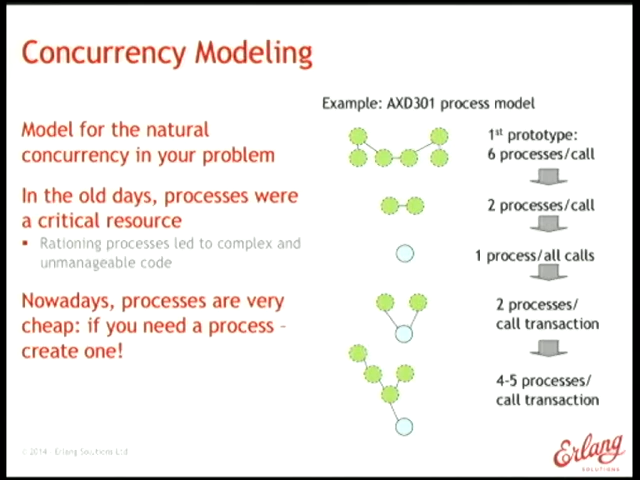 Concurrency Modeling
Example: AXD301 process model
Model for the natural
concurrency in your problem
In the old days, processes were
a critical resource
▪ Rationing processes led to complex and
unmanageable code
Nowadays, processes are very
cheap: if you need a process –
create one!
1st prototype:
6 processes/call
2 processes/call
1 process/all calls
2 processes/
call transaction
4-5 processes/
call transaction
© 2014 – Erlang Solutions Ltd
Erlang
SOLUTIONS